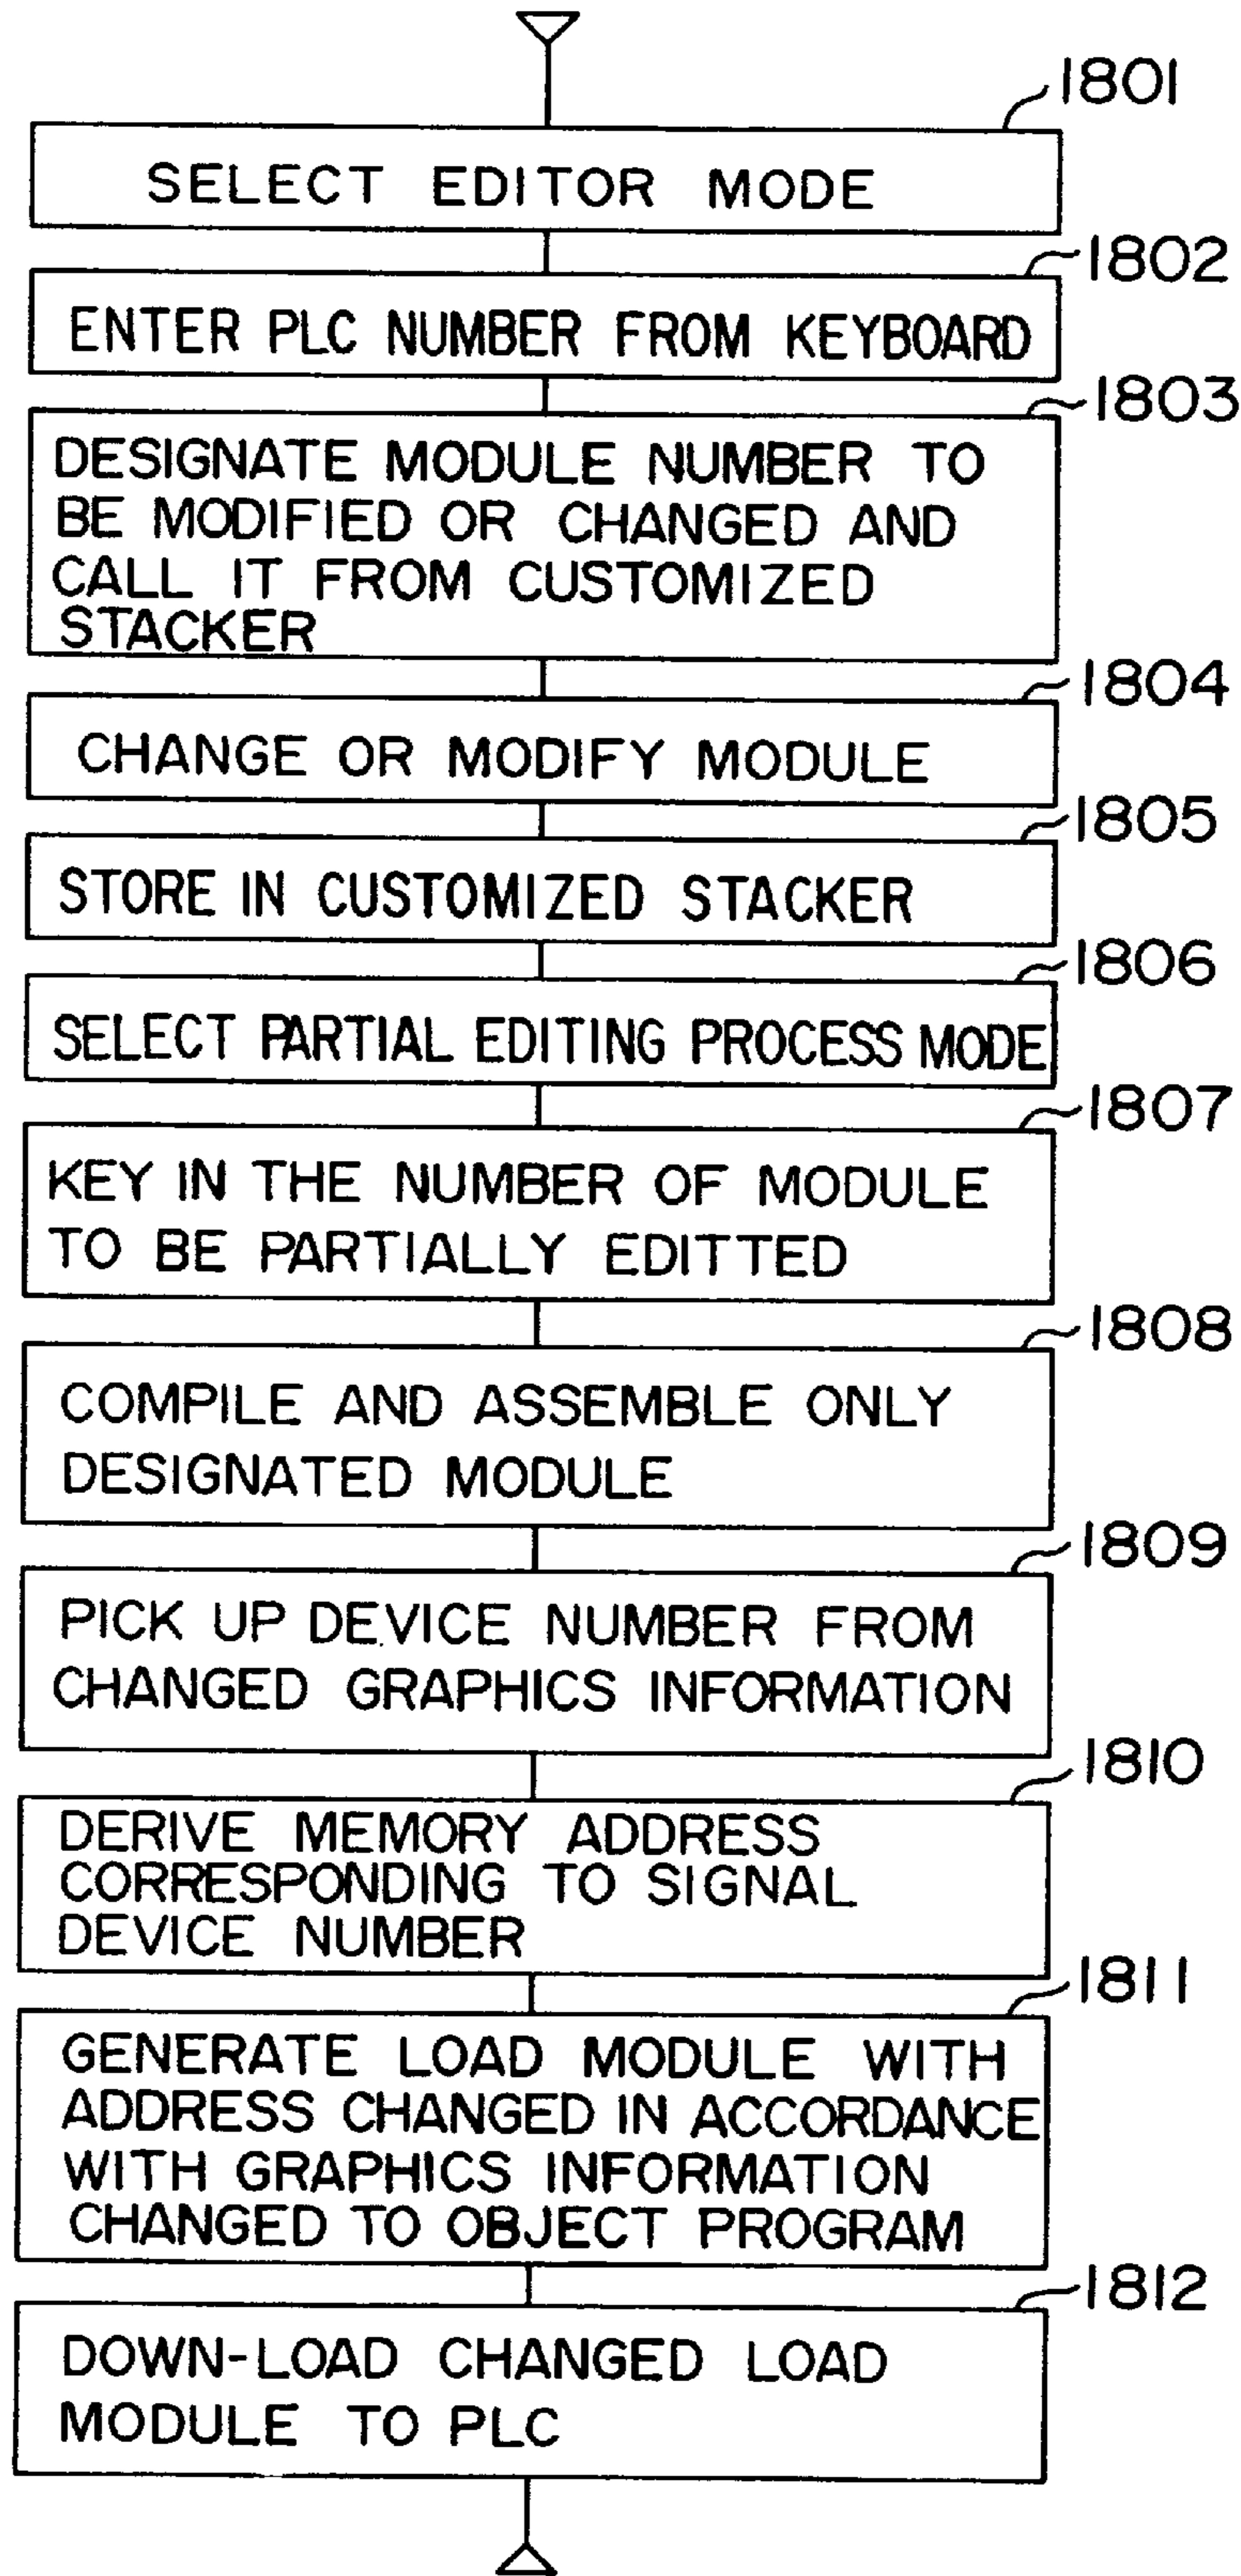 1801
SELECT EDITOR MODE
1802
ENTER PLC NUMBER FROM KEYBOARD
1803
DESIGNATE MODULE NUMBER TO
BE MODIFIED OR CHANGED AND
CALL IT FROM CUSTOMIZED
STACKER
1804
CHANGE OR MODIFY MODULE
1805
STORE IN CUSTOMIZED STACKER
1806
SELECT PARTIAL EDITING PROCESS MODE
1807
KEY IN THE NUMBER OF MODULE
TO BE PARTIALLY EDITTED
1808
COMPILE AND ASSEMBLE ONLY
DESIGNATED MODULE
1809
PICK UP DEVICE NUMBER FROM
CHANGED GRAPHICS INFORMATION
1810
DERIVE MEMORY ADDRESS
CORRESPONDING TO SIGNAL
DEVICE NUMBER
1811
GENERATE LOAD MODULE WITH
ADDRESS CHANGED IN ACCORDANCE
WITH GRAPHICS INFORMATION
CHANGED TO OBJECT PROGRAM
1812
DOWN-LOAD CHANGED LOAD
MODULE TO PLC